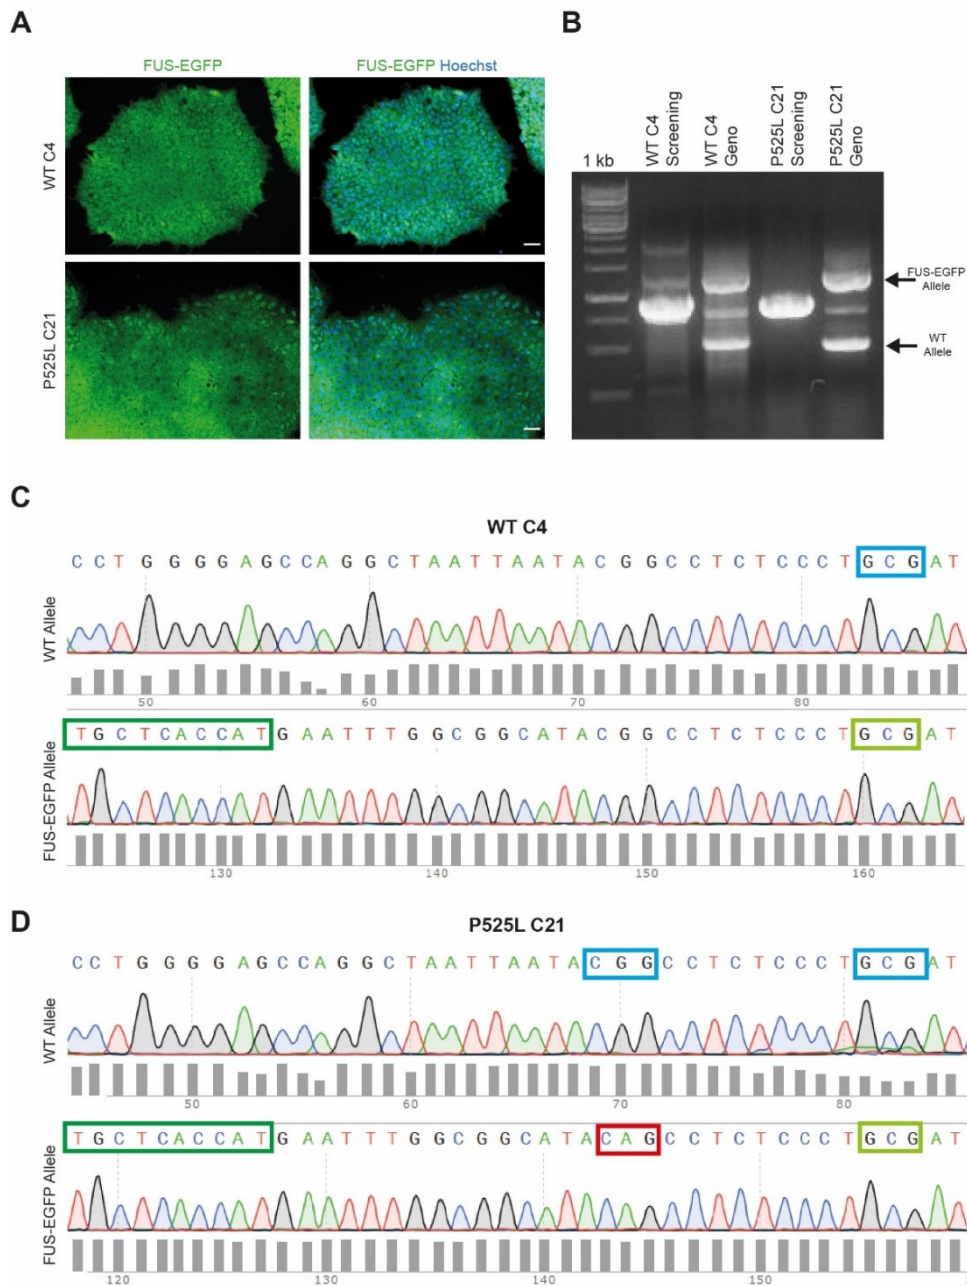 A
FUS-EGFP
FUS-EGFP Hoechst
WT C4
P525L C21
B
1 kb
WT C4
Screening
WT C4
Geno
P525L C21
Screening
P525L C21
Geno
FUS-EGFP
Allele
WT
Allele
C
WT C4
WT Allele
C C T G G G G A G C C A G G C T A A T T A A T A C G G C C T C T C C C T G C G A T
50 60 70 80
FUS-EGFP Allele
T G C T C A C C A T G A A T T T G G C G G C A T A C G G C C T C T C C C T G C G A T
130 140 150 160
D
P525L C21
WT Allele
C C T G G G G A G C C A G G C T A A T T A A T A C G G C C T C T C C C T G C G A T
50 60 70 80
FUS-EGFP Allele
T G C T C A C C A T G A A T T T G G C G G C A T A C A G C C T C T C C C T G C G A T
120 130 140 150